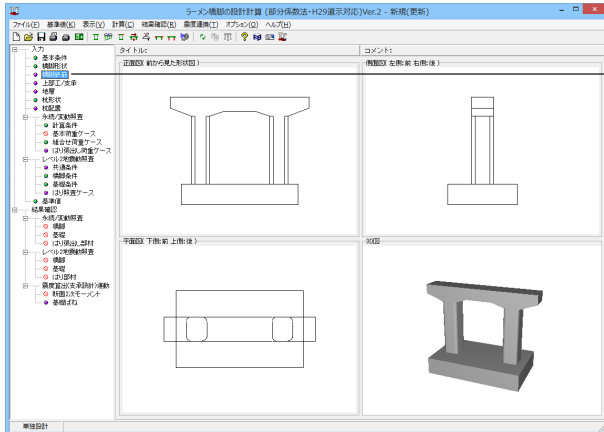 ラーメン橋脚の設計計算 (部分係数法・H29道示対応)Ver.2 - 新規(更新)
ファイル(F) 基準値(K) 表示(V) 計算(C) 結果確認(R) 震度連携(T) オプション(O) ヘルプ(H)
入力
基本条件
橋脚形状
橋脚鉄筋
上部工/支承
地層
杭形状
杭配置
永続/変動照査
計算条件
基本荷重ケース
組合せ荷重ケース
はり張出し荷重ケース
レベル2地震動照査
共通条件
橋脚条件
基礎条件
はり照査ケース
基準値
結果確認
永続/変動照査
橋脚
基礎
はり張出し部材
レベル2地震動照査
橋脚
基礎
はり部材
震度算出(支承設計)連動
断面2次モーメント
基礎ばね
タイトル:
コメント:
正面図( 前から見た形状図 )
側面図( 左側:前 右側:後 )
平面図( 下側:前 上側:後 )
3D図
単独設計